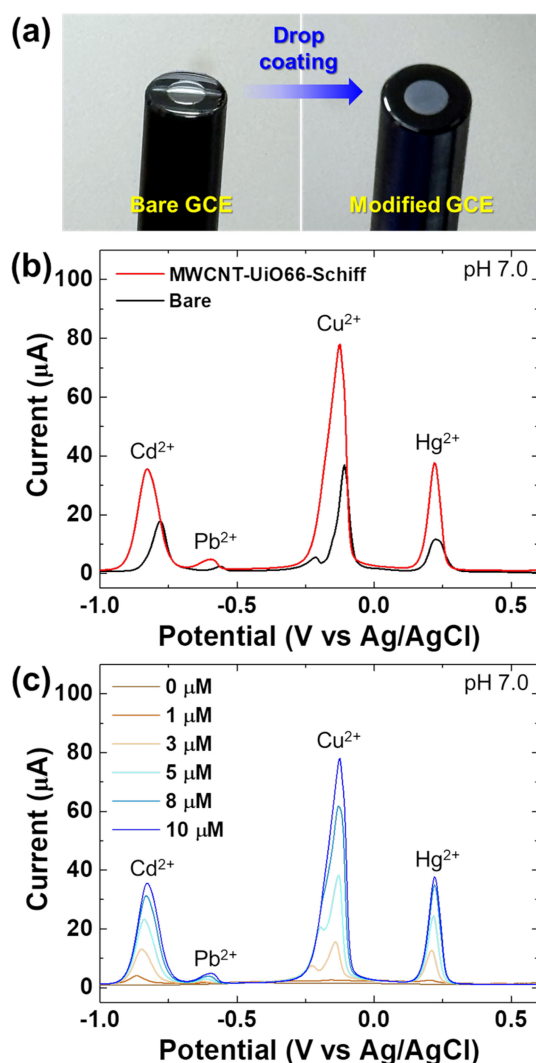 (a)
Drop
coating
Bare GCE
Modified GCE
(b)
100
80
60
40
20
0
Current (μA)
MWCNT-UiO66-Schiff
Bare
pH 7.0
Cd²⁺
Pb²⁺
Cu²⁺
Hg²⁺
-1.0
-0.5
0.0
0.5
Potential (V vs Ag/AgCl)
(c)
100
80
60
40
20
0
Current (μA)
0 μM
1 μM
3 μM
5 μM
8 μM
10 μM
pH 7.0
Cd²⁺
Pb²⁺
Cu²⁺
Hg²⁺
-1.0
-0.5
0.0
0.5
Potential (V vs Ag/AgCl)